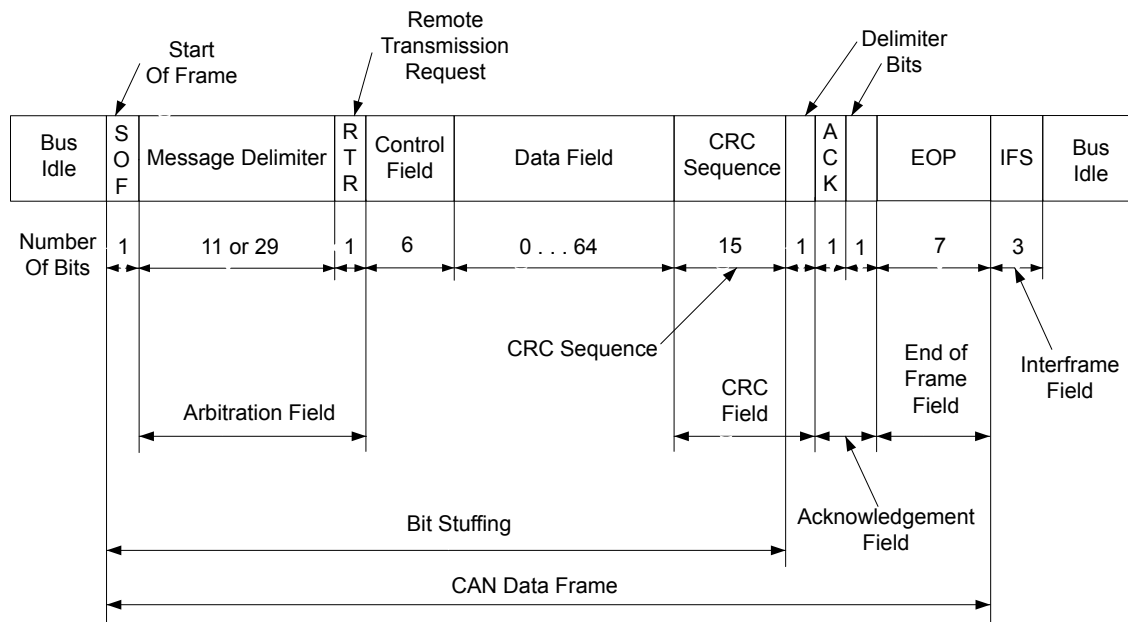 Start
Of Frame
Remote
Transmission
Request
Delimiter
Bits
Bus
Idle
S
O
F
Message Delimiter
R
T
R
Control
Field
Data Field
CRC
Sequence
A
C
K
EOP
IFS
Bus
Idle
Number
Of Bits
1
11 or 29
1
6
0 . . . 64
15
1
1
1
7
3
CRC Sequence
CRC
Field
End of
Frame
Field
Interframe
Field
Arbitration Field
Acknowledgement
Field
Bit Stuffing
CAN Data Frame